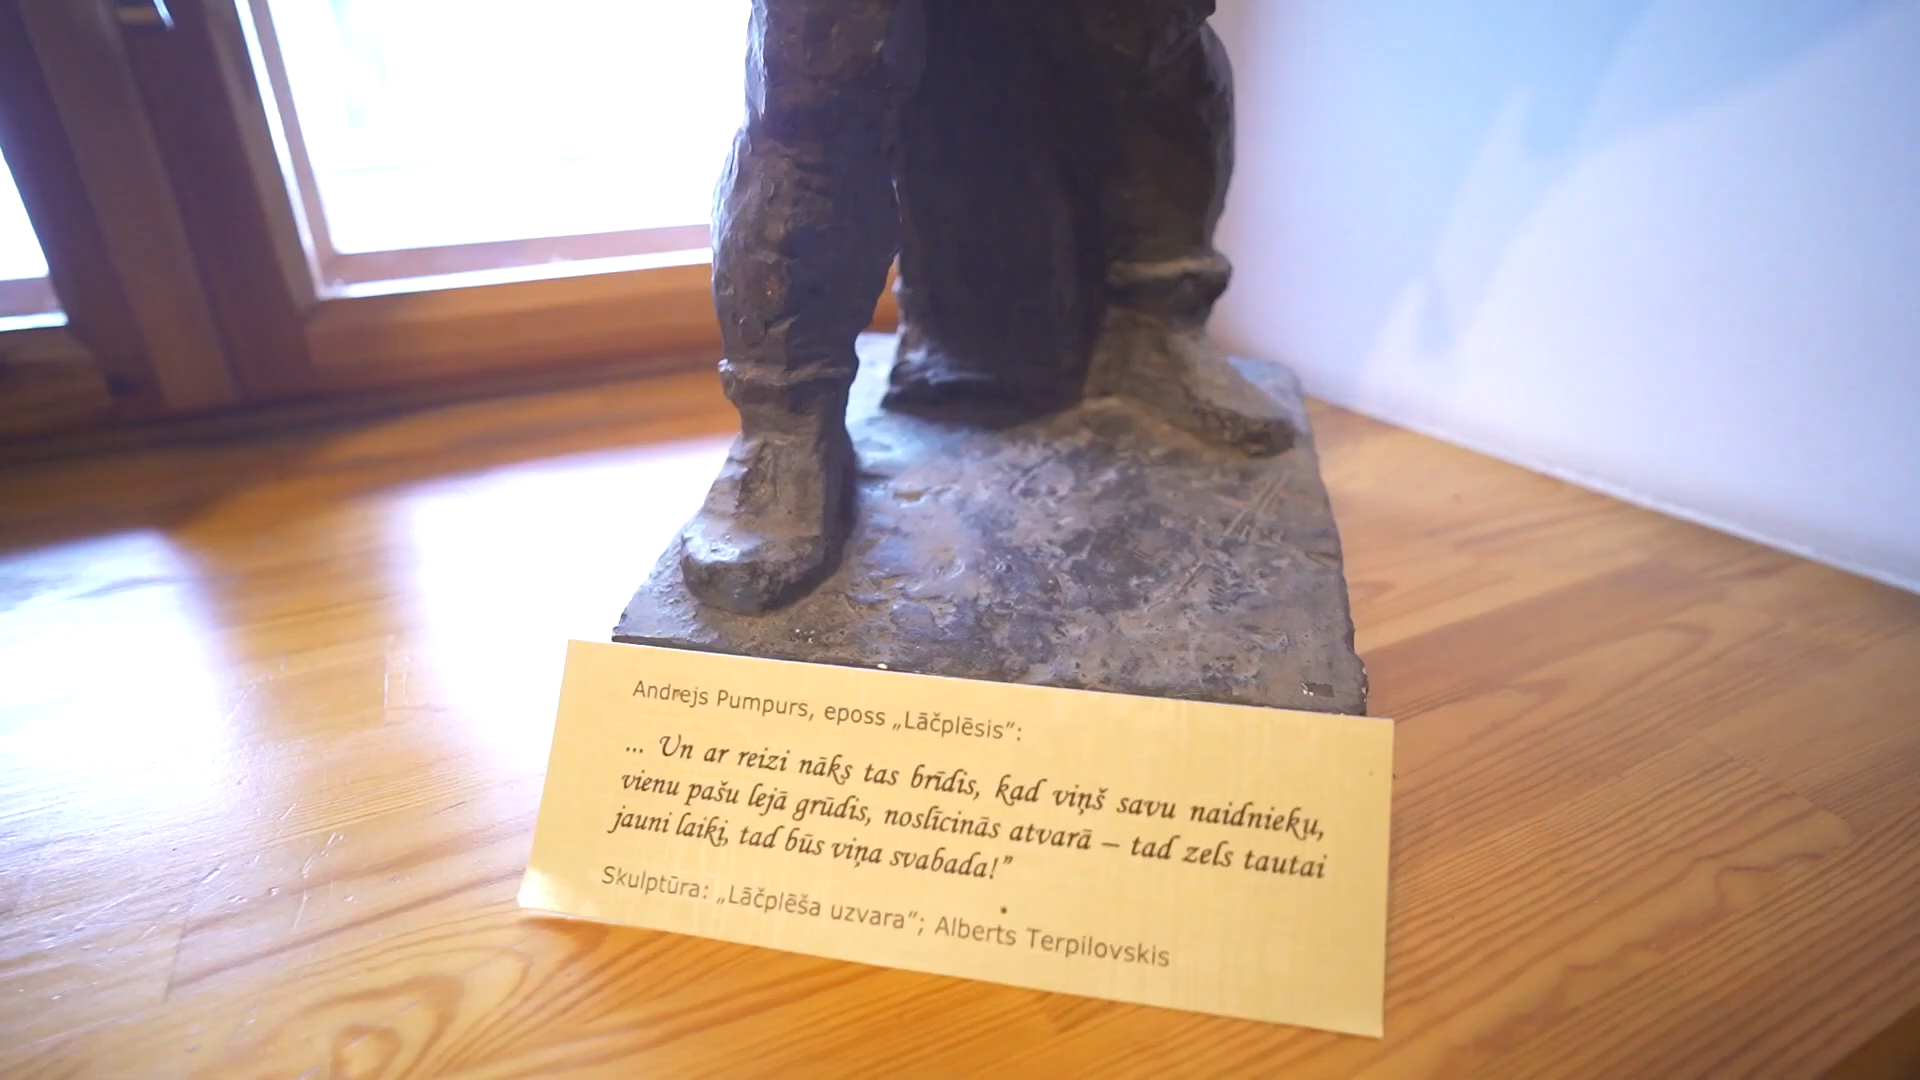 Andrejs Pumpurs, eposs „Lāčplēsis”:
... Un ar reizi nāks tas brīdis, kad viņš savu naidnieku,
vienu pašu lejā grūdis, noslīcinās atvarā – tad zels tautai
jauni laiki, tad būs viņa svabada!”
Skulptūra: „Lāčplēša uzvara”; Alberts Terpilovskis